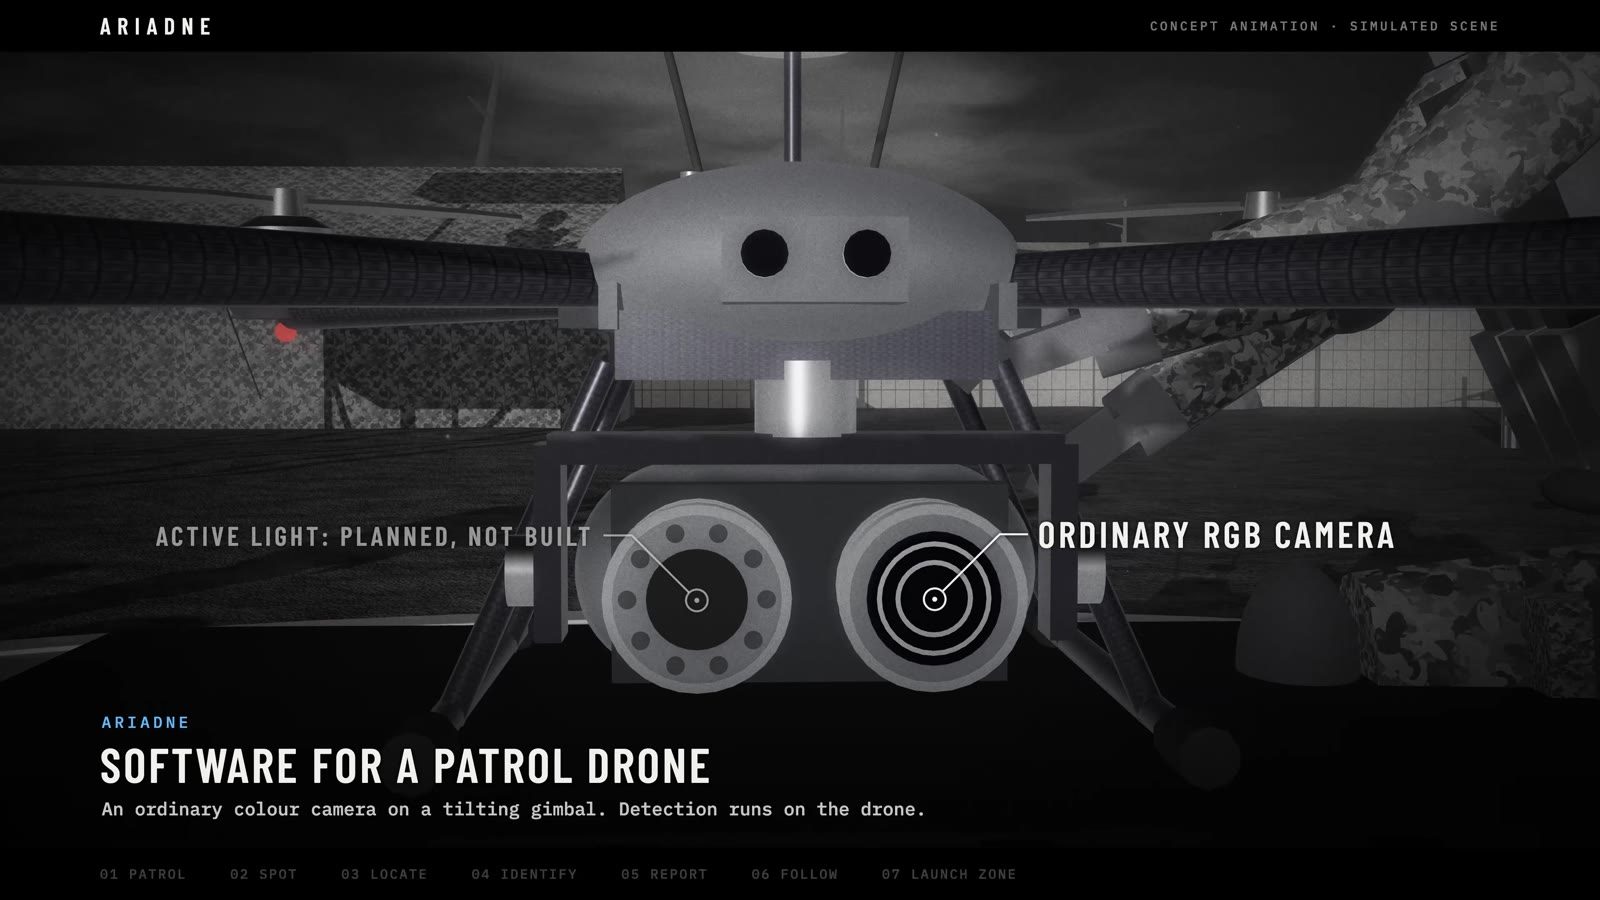 ARIADNE
CONCEPT ANIMATION · SIMULATED SCENE
ACTIVE LIGHT: PLANNED, NOT BUILT
ORDINARY RGB CAMERA
ARIADNE
SOFTWARE FOR A PATROL DRONE
An ordinary colour camera on a tilting gimbal. Detection runs on the drone.
01 PATROL 02 SPOT 03 LOCATE 04 IDENTIFY 05 REPORT 06 FOLLOW 07 LAUNCH ZONE